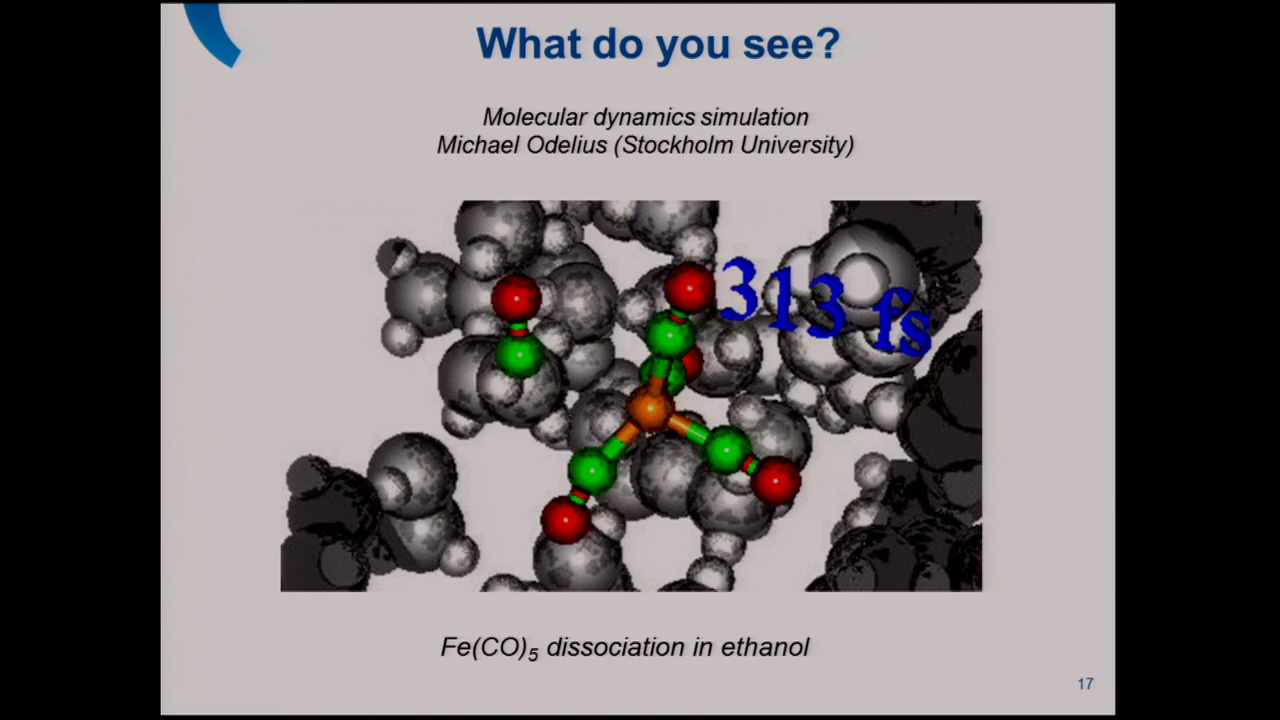 What do you see?
Molecular dynamics simulation
Michael Odelius (Stockholm University)
313 fs
Fe(CO)₅ dissociation in ethanol
17